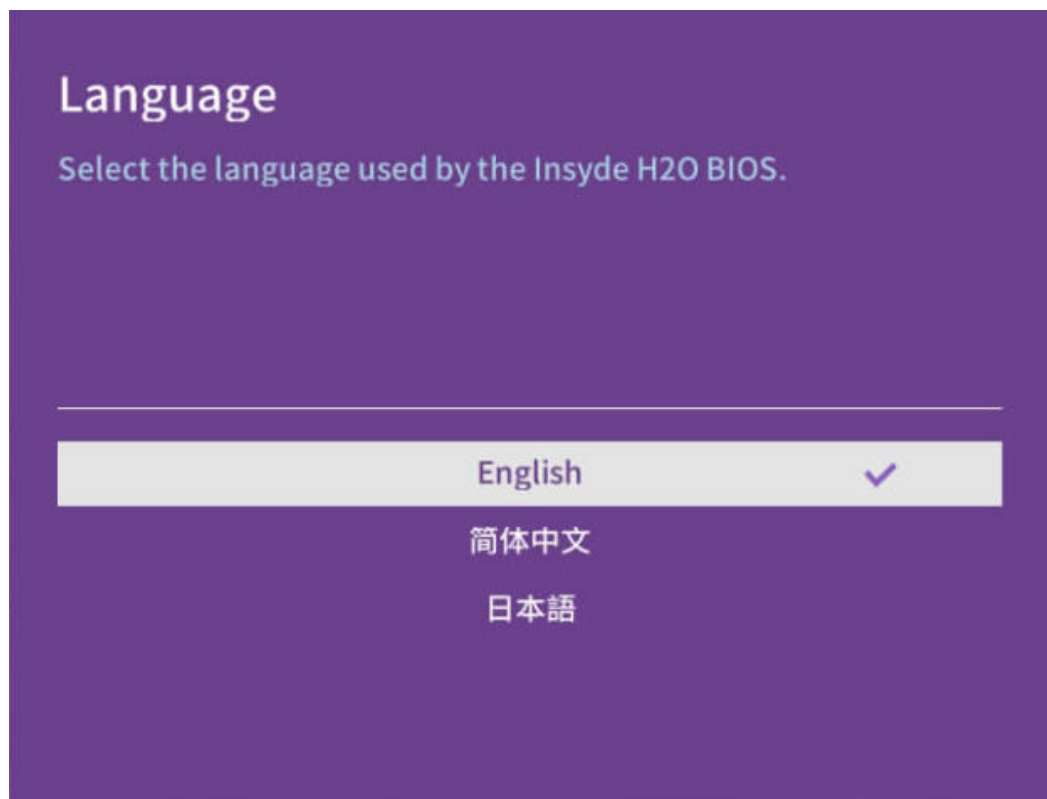 Language
Select the language used by the Insyde H2O BIOS.
English
简体中文
日本語